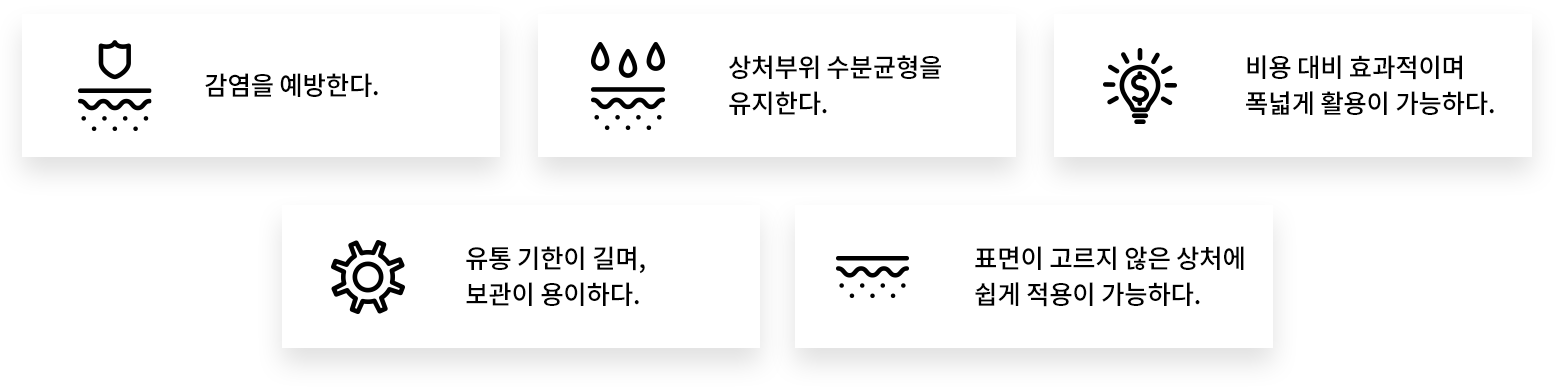 감염을 예방한다.
상처부위 수분균형을
유지한다.
비용 대비 효과적이며
폭넓게 활용이 가능하다.
유통 기한이 길며,
보관이 용이하다.
표면이 고르지 않은 상처에
쉽게 적용이 가능하다.